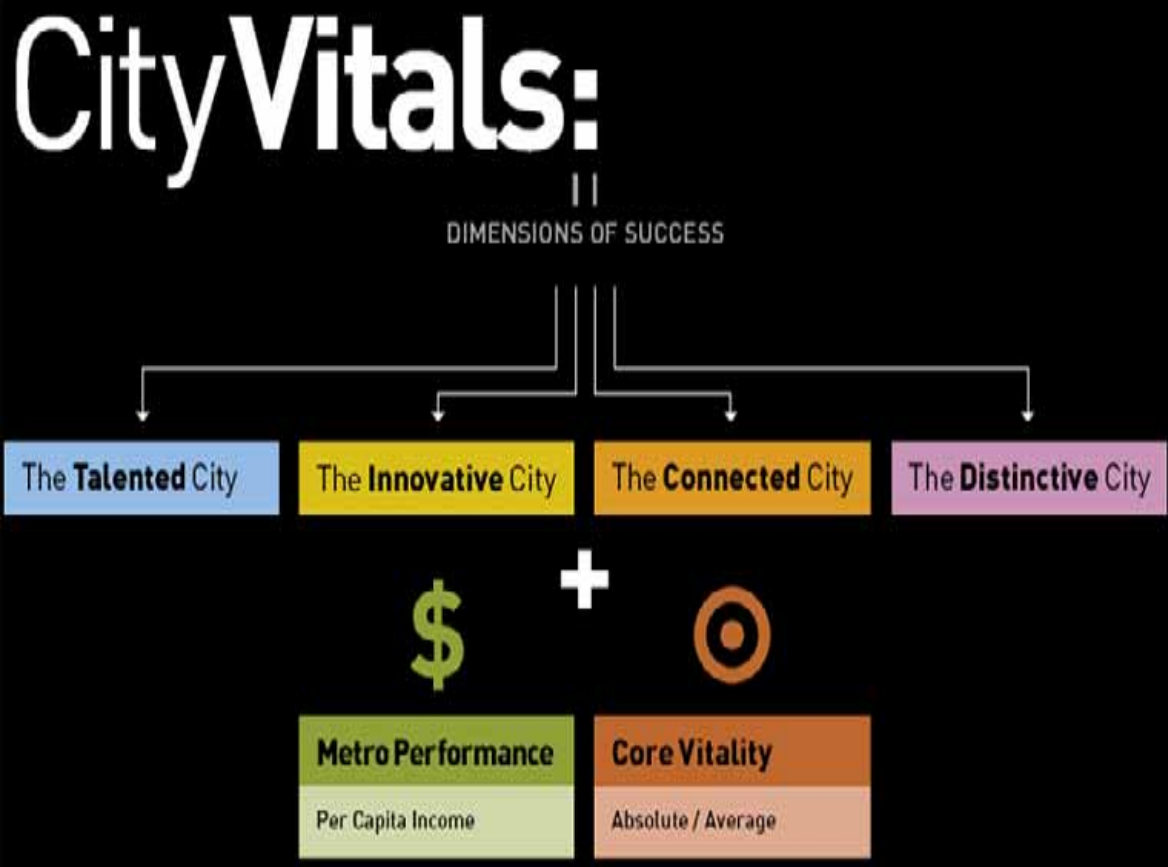 CityVitals:
DIMENSIONS OF SUCCESS
The Talented City
The Innovative City
The Connected City
The Distinctive City
+
$
Metro Performance
Per Capita Income
Core Vitality
Absolute / Average